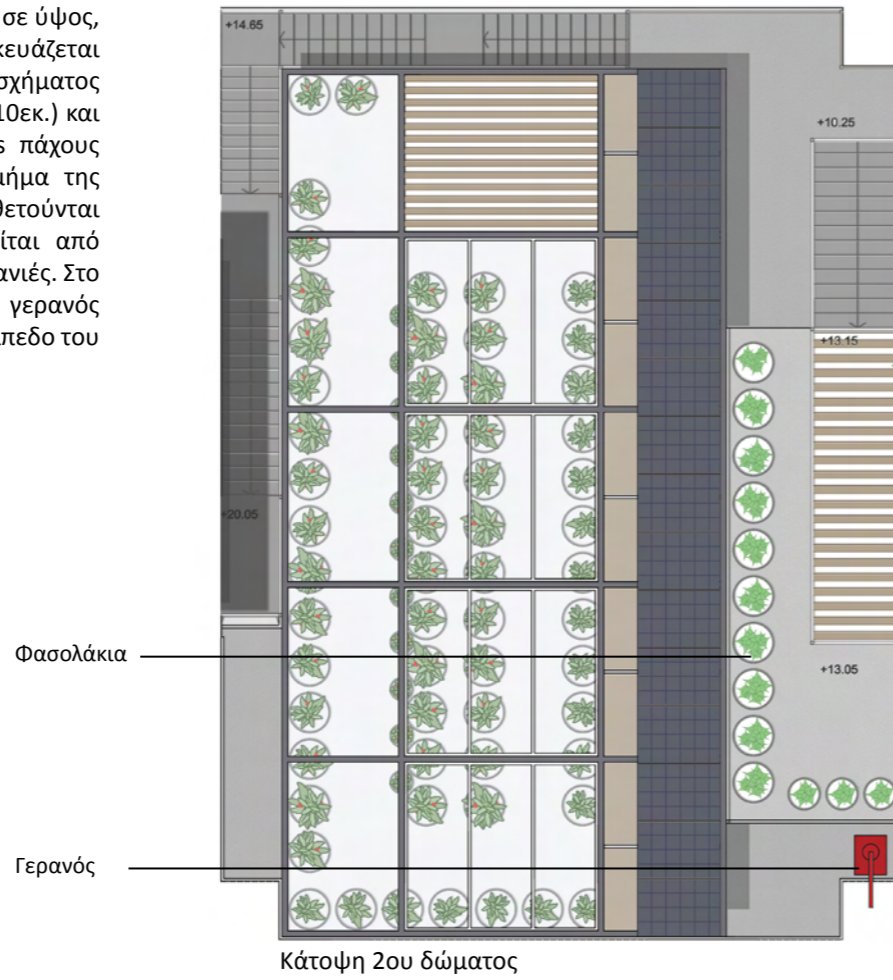 σε ύψος,
κευάζεται
σχήματος
10εκ.) και
s πάχους
μήμα της
θετούνται
ίται από
ανιές. Στο
γερανός
πεδο του
+14.65
+10.25
+13.15
+20.05
Φασολάκια
+13.05
Γερανός
Κάτοψη 2ου δώματος